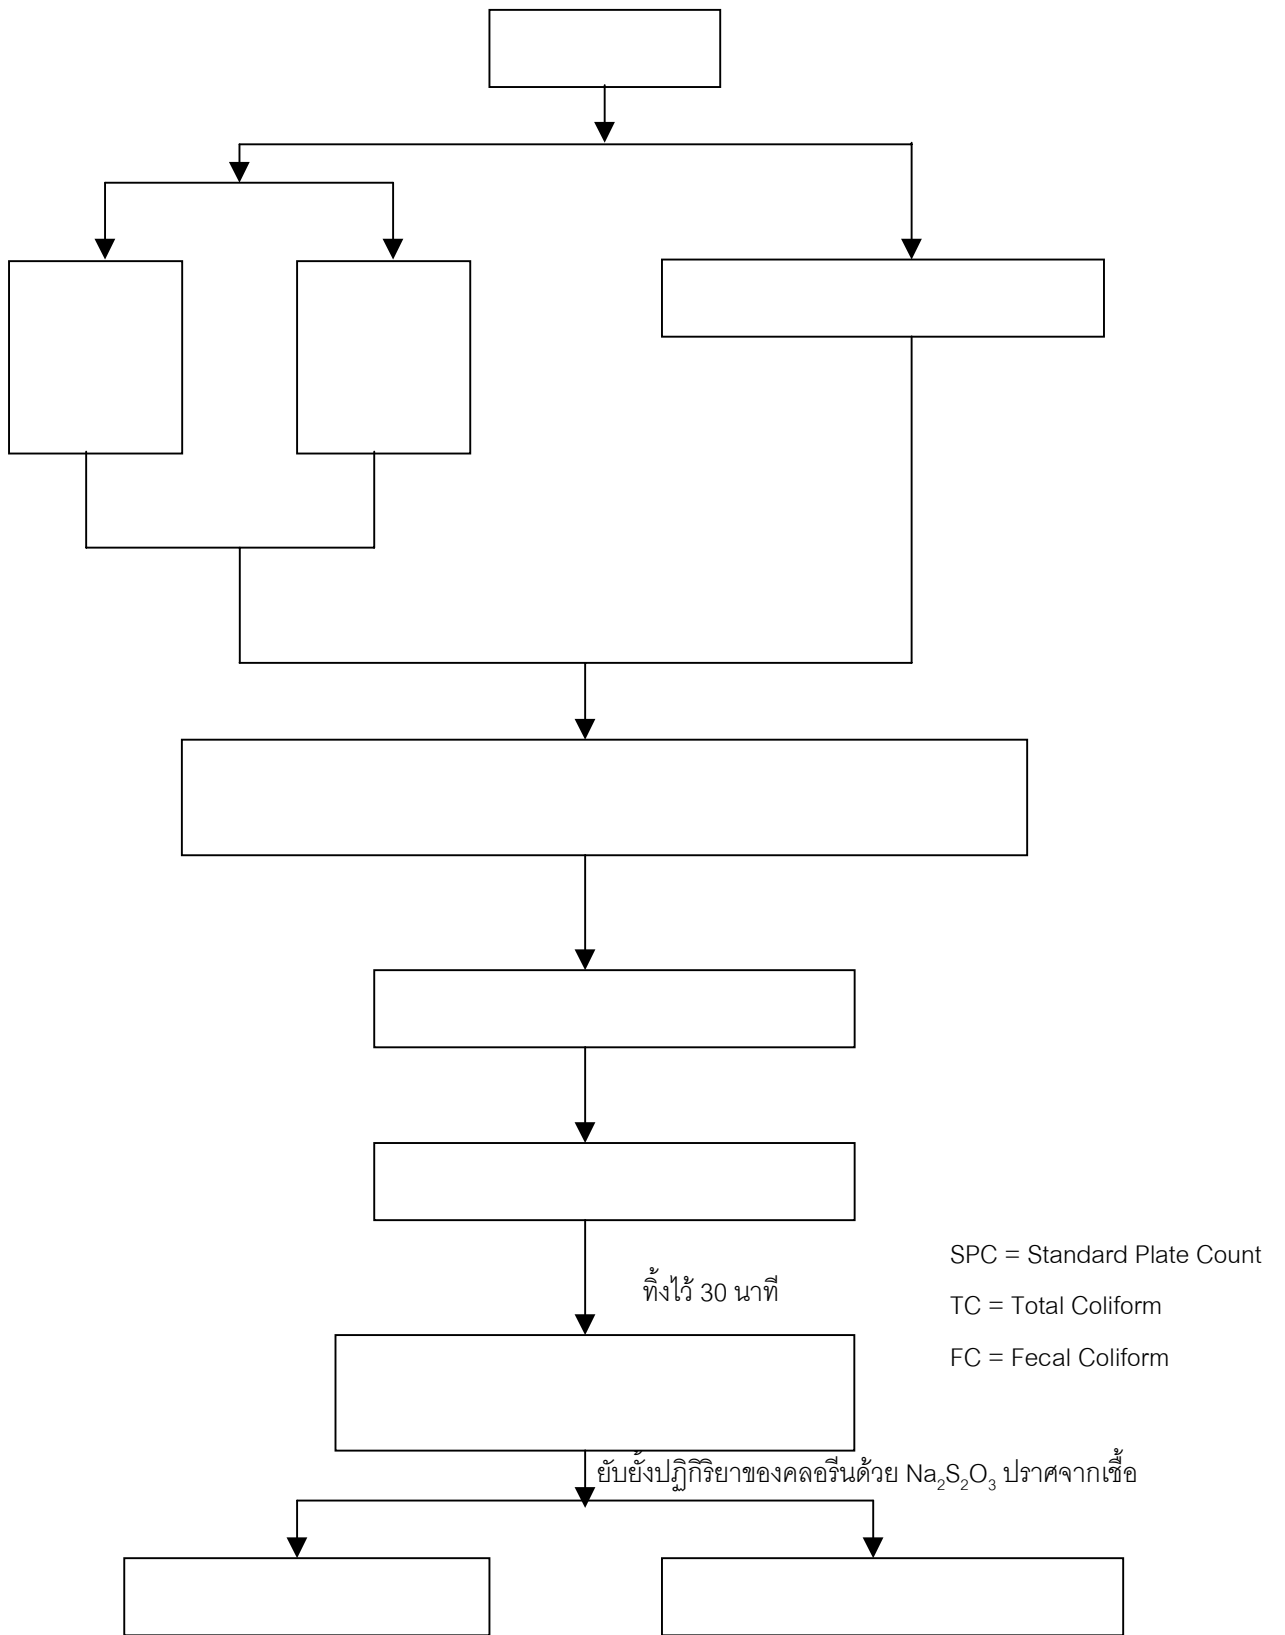 SPC = Standard Plate Count
ทิ้งไว้ 30 นาที
TC = Total Coliform
FC = Fecal Coliform
ยับยั้งปฏิกิริยาของคลอรีนด้วย Na₂S₂O₃ ปราศจากเชื้อ